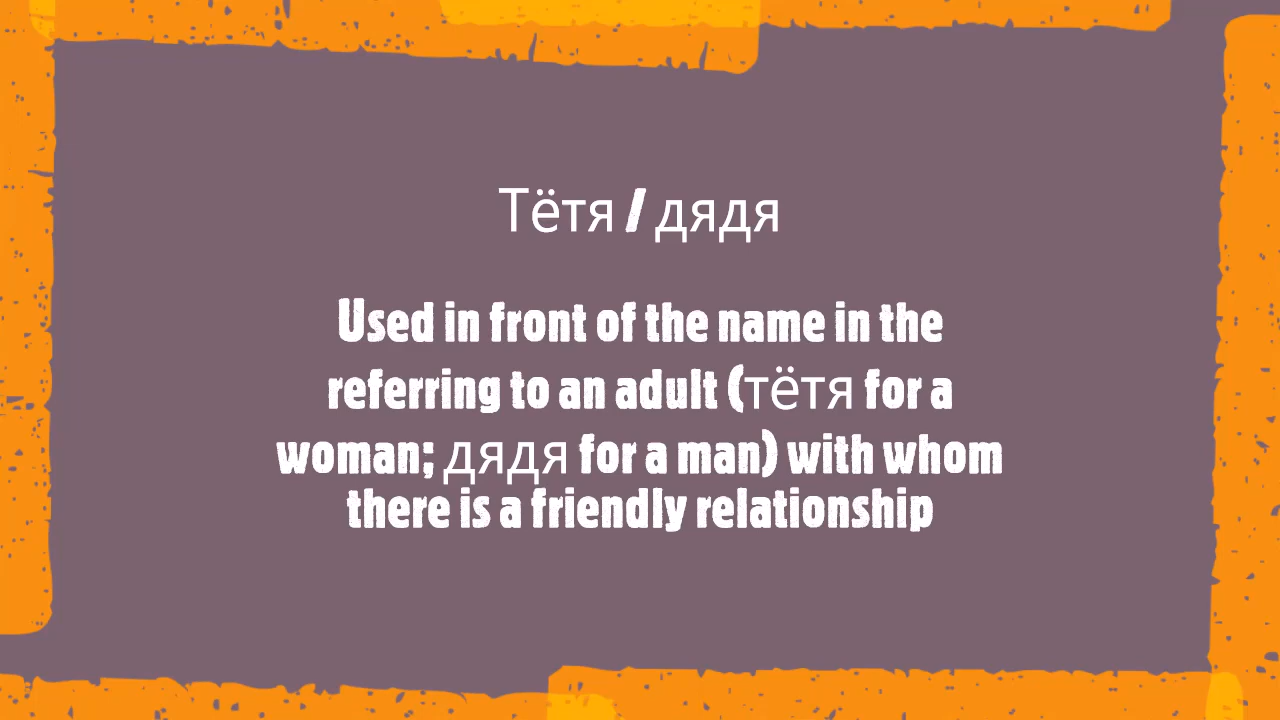 Тётя / дядя
Used in front of the name in the
referring to an adult (тётя for a
woman; дядя for a man) with whom
there is a friendly relationship